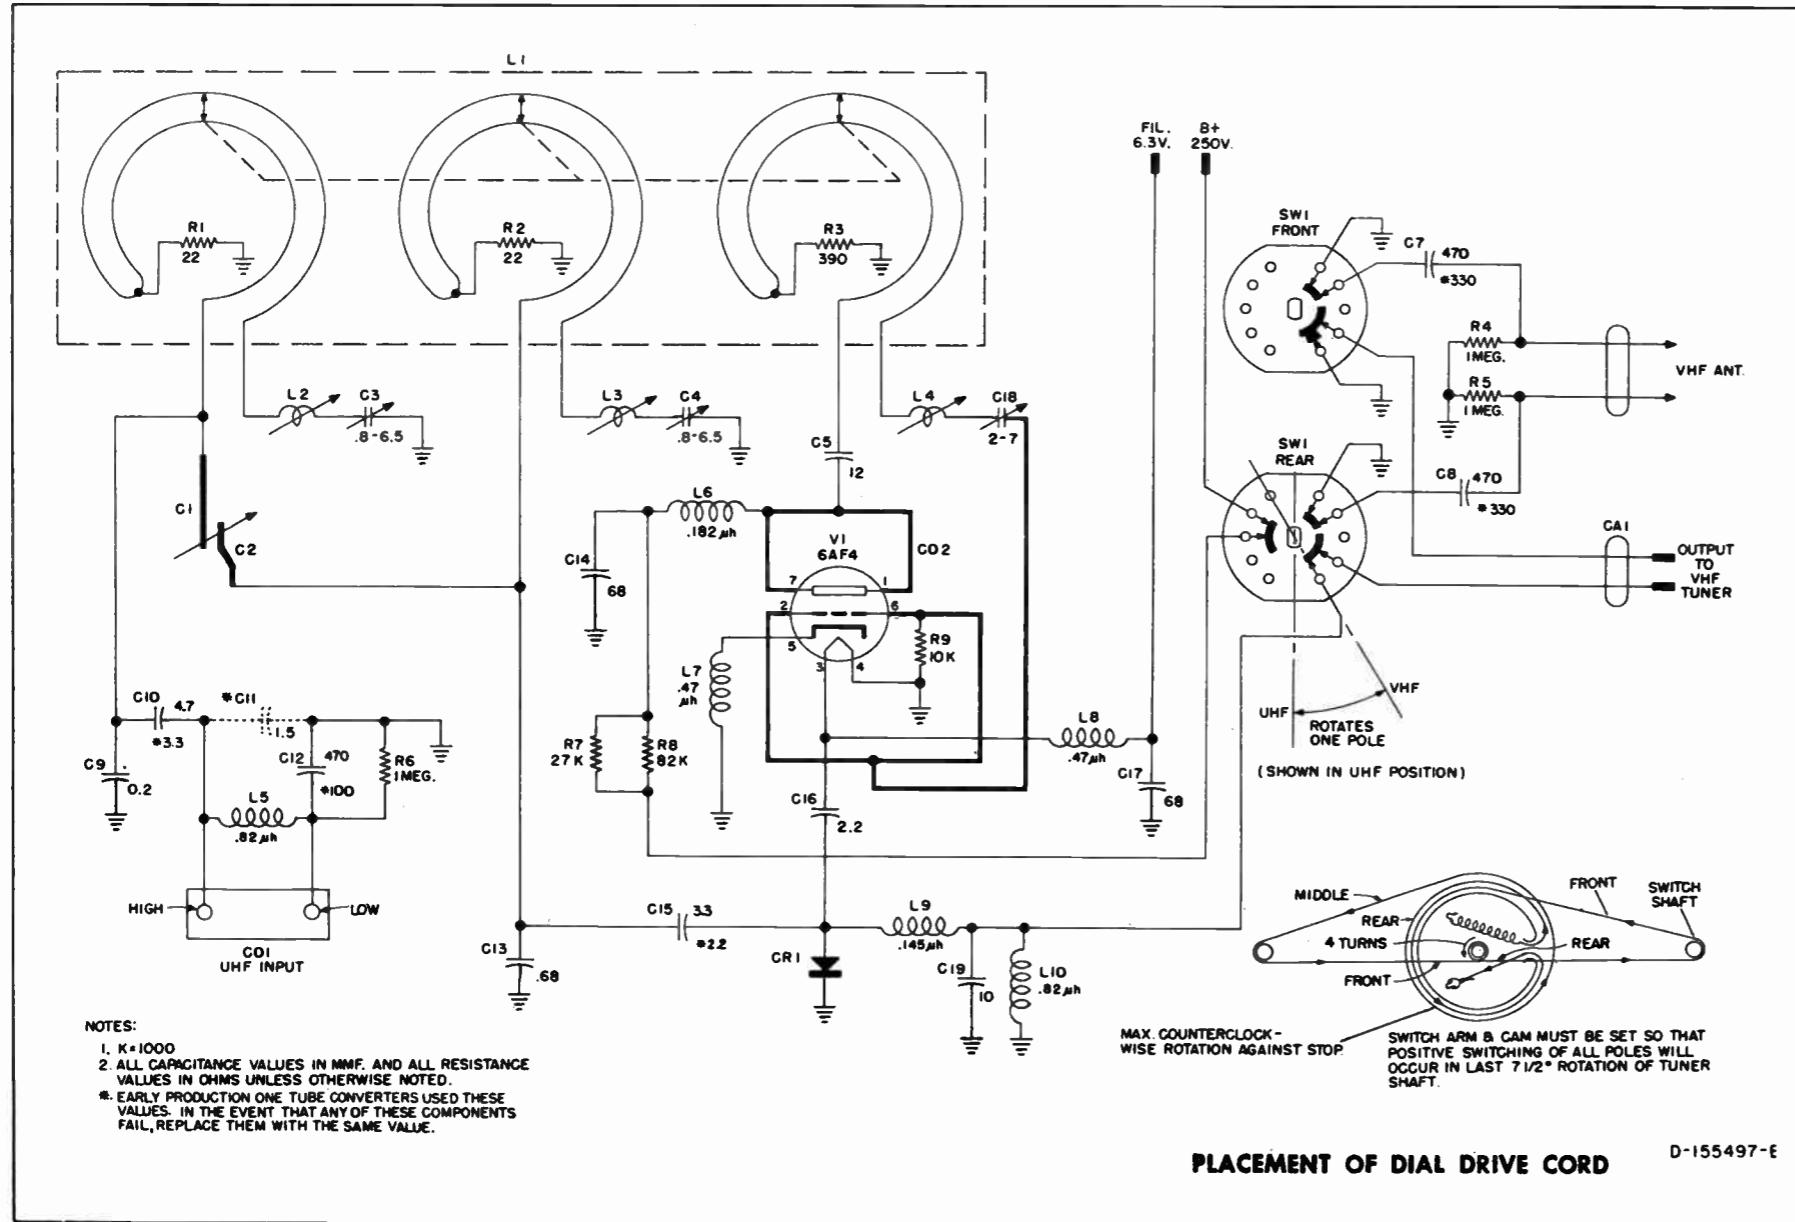 L1
R1
22
R2
22
R3
390
FIL.
6.3V.
B+
250V.
SW1
FRONT
C7
470
*330
R4
1MEG.
R5
1 MEG.
VHF ANT.
L2
C3
.8-6.5
L3
C4
.8-6.5
L4
C18
2-7
C5
12
SW1
REAR
C8
470
*330
C1
C2
L6
.182µh
C14
68
V1
6AF4
CO2
7
1
2
6
5
3
4
R9
10K
CA1
OUTPUT
TO
VHF
TUNER
L7
.47
µh
C10
4.7
*3.3
*C11
1.5
C12
470
*100
R6
1MEG.
C9
0.2
L5
.82µh
R7
27K
R8
82K
L8
.47µh
C17
68
C16
2.2
UHF
VHF
ROTATES
ONE POLE
(SHOWN IN UHF POSITION)
HIGH
LOW
CO1
UHF INPUT
C15
3.3
*2.2
C13
.68
CR1
L9
.145µh
C19
10
L10
.82µh
MIDDLE
REAR
4 TURNS
FRONT
FRONT
REAR
SWITCH
SHAFT
MAX. COUNTERCLOCK-
WISE ROTATION AGAINST STOP.
SWITCH ARM & CAM MUST BE SET SO THAT
POSITIVE SWITCHING OF ALL POLES WILL
OCCUR IN LAST 7 1/2° ROTATION OF TUNER
SHAFT.
NOTES:
1. K=1000
2. ALL CAPACITANCE VALUES IN MMF. AND ALL RESISTANCE
VALUES IN OHMS UNLESS OTHERWISE NOTED.
*. EARLY PRODUCTION ONE TUBE CONVERTERS USED THESE
VALUES. IN THE EVENT THAT ANY OF THESE COMPONENTS
FAIL, REPLACE THEM WITH THE SAME VALUE.
PLACEMENT OF DIAL DRIVE CORD
D-155497-E